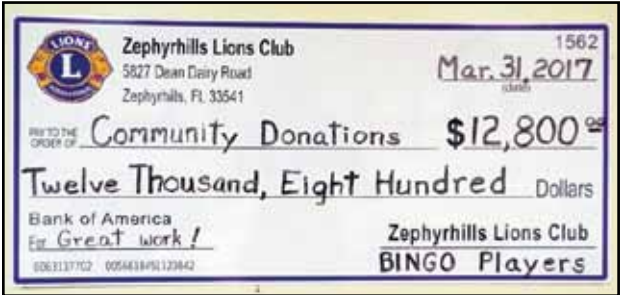 LIONS
L
Zephyrhills Lions Club
1562
5827 Dean Dairy Road
Mar. 31, 2017
(date)
Zephyrhills, FL 33541
PAY TO THE ORDER OF Community Donations $12,800 00
Twelve Thousand, Eight Hundred Dollars
Bank of America
For Great work!
Zephyrhills Lions Club
BINGO Players